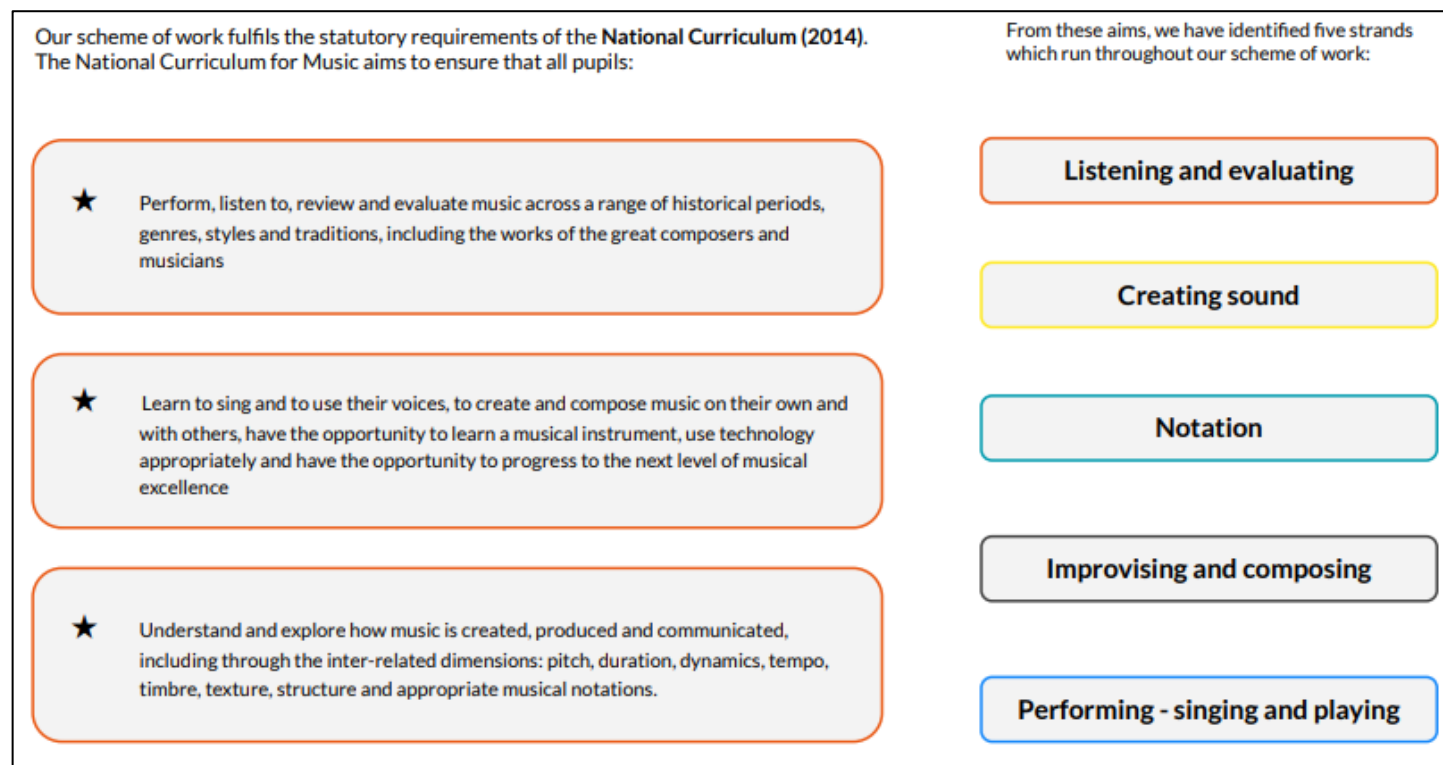 Our scheme of work fulfils the statutory requirements of the National Curriculum (2014).
The National Curriculum for Music aims to ensure that all pupils:
★ Perform, listen to, review and evaluate music across a range of historical periods,
genres, styles and traditions, including the works of the great composers and
musicians
★ Learn to sing and to use their voices, to create and compose music on their own and
with others, have the opportunity to learn a musical instrument, use technology
appropriately and have the opportunity to progress to the next level of musical
excellence
★ Understand and explore how music is created, produced and communicated,
including through the inter-related dimensions: pitch, duration, dynamics, tempo,
timbre, texture, structure and appropriate musical notations.
From these aims, we have identified five strands
which run throughout our scheme of work:
Listening and evaluating
Creating sound
Notation
Improvising and composing
Performing - singing and playing